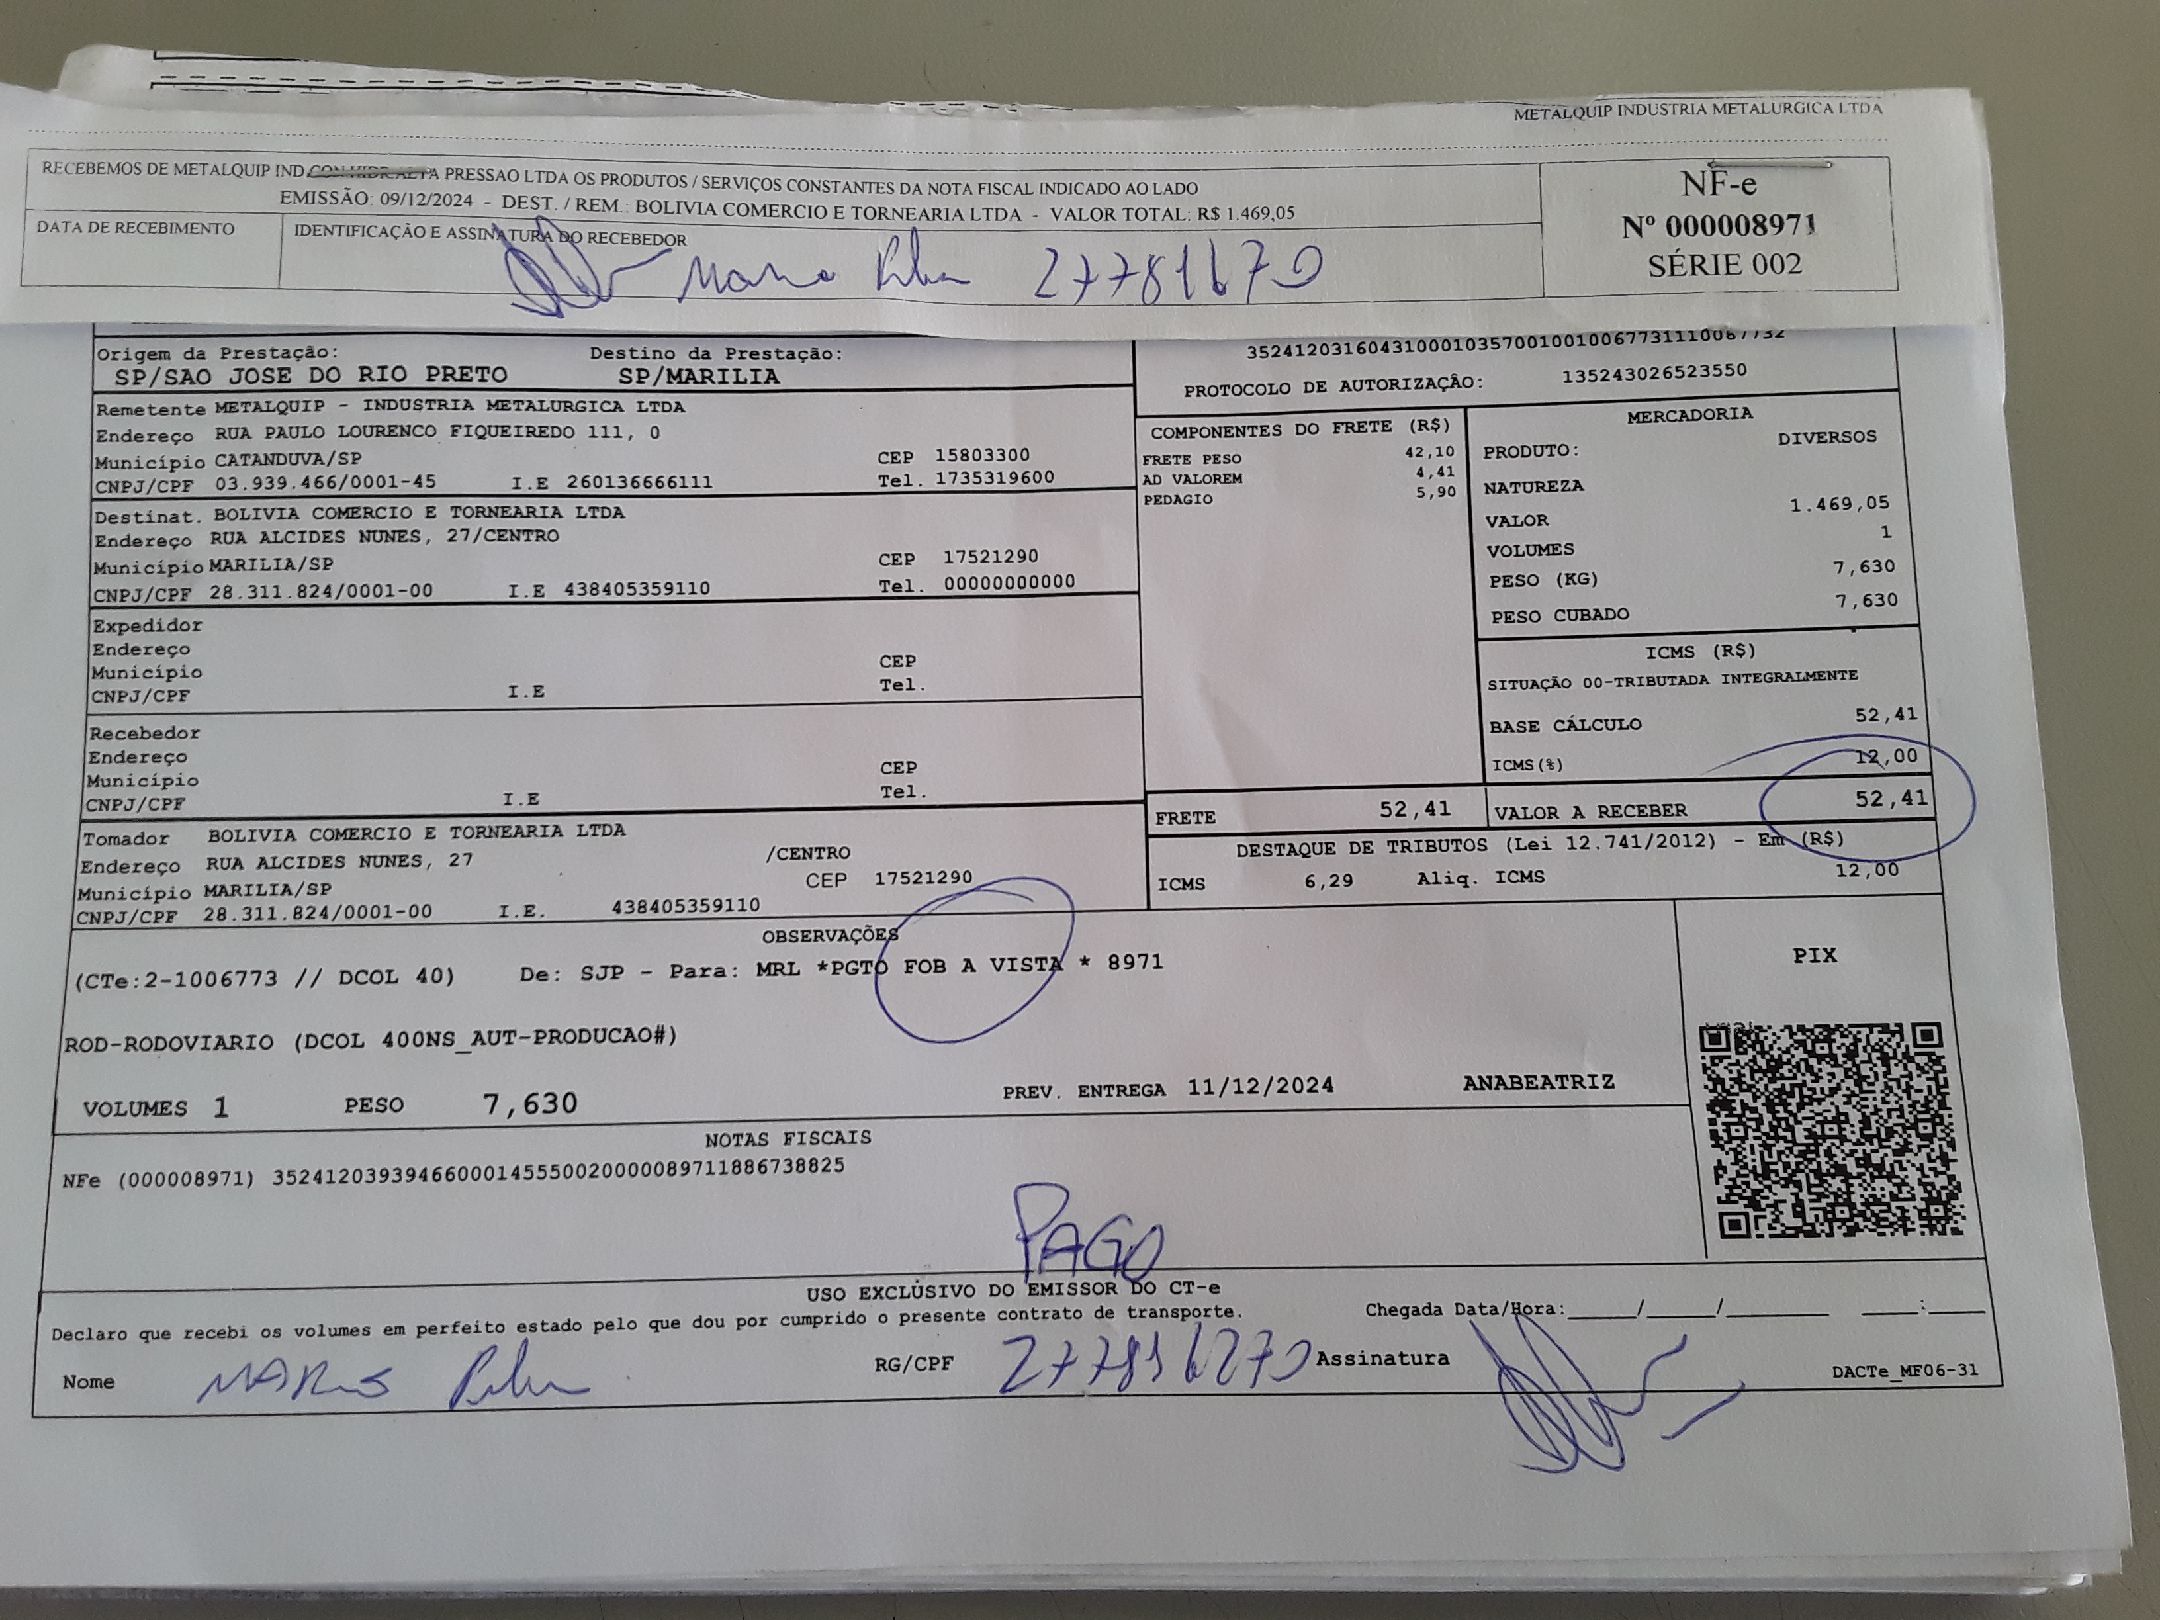 METALQUIP INDUSTRIA METALURGICA LTDA
RECEBEMOS DE METALQUIP IND.CON.HIDR.ALTA PRESSAO LTDA OS PRODUTOS / SERVIÇOS CONSTANTES DA NOTA FISCAL INDICADO AO LADO
EMISSÃO: 09/12/2024 - DEST. / REM.: BOLIVIA COMERCIO E TORNEARIA LTDA - VALOR TOTAL: R$ 1.469,05
DATA DE RECEBIMENTO
IDENTIFICAÇÃO E ASSINATURA DO RECEBEDOR
27781670
NF-e
Nº 000008971
SÉRIE 002
Origem da Prestação: Destino da Prestação:
SP/SAO JOSE DO RIO PRETO SP/MARILIA
PROTOCOLO DE AUTORIZAÇÃO: 135243026523550
Remetente METALQUIP - INDUSTRIA METALURGICA LTDA
Endereço RUA PAULO LOURENCO FIQUEIREDO 111, 0
Município CATANDUVA/SP CEP 15803300
CNPJ/CPF 03.939.466/0001-45 I.E 260136666111 Tel. 1735319600
Destinat. BOLIVIA COMERCIO E TORNEARIA LTDA
Endereço RUA ALCIDES NUNES, 27/CENTRO
Município MARILIA/SP CEP 17521290
CNPJ/CPF 28.311.824/0001-00 I.E 438405359110 Tel. 00000000000
Expedidor
Endereço
Município CEP
CNPJ/CPF I.E Tel.
Recebedor
Endereço
Município CEP
CNPJ/CPF I.E Tel.
Tomador BOLIVIA COMERCIO E TORNEARIA LTDA
Endereço RUA ALCIDES NUNES, 27 /CENTRO
Município MARILIA/SP CEP 17521290
CNPJ/CPF 28.311.824/0001-00 I.E. 438405359110
COMPONENTES DO FRETE (R$)
FRETE PESO 42,10
AD VALOREM 4,41
PEDAGIO 5,90
MERCADORIA
PRODUTO: DIVERSOS
NATUREZA
VALOR 1.469,05
VOLUMES 1
PESO (KG) 7,630
PESO CUBADO 7,630
ICMS (R$)
SITUAÇÃO 00-TRIBUTADA INTEGRALMENTE
BASE CÁLCULO 52,41
ICMS(%) 12,00
FRETE 52,41 VALOR A RECEBER 52,41
DESTAQUE DE TRIBUTOS (Lei 12.741/2012) - Em (R$)
ICMS 6,29 Aliq. ICMS 12,00
OBSERVAÇÕES
(CTe:2-1006773 // DCOL 40) De: SJP - Para: MRL *PGTO FOB A VISTA * 8971
ROD-RODOVIARIO (DCOL 400NS_AUT-PRODUCAO#)
VOLUMES 1 PESO 7,630 PREV. ENTREGA 11/12/2024 ANABEATRIZ
PIX
NOTAS FISCAIS
NFe (000008971) 35241203939466000145550020000089711886738825
PAGO
USO EXCLUSIVO DO EMISSOR DO CT-e
Declaro que recebi os volumes em perfeito estado pelo que dou por cumprido o presente contrato de transporte. Chegada Data/Hora:_____/_____/_______ ____:____
Nome RG/CPF Assinatura
DACTe_MF06-31